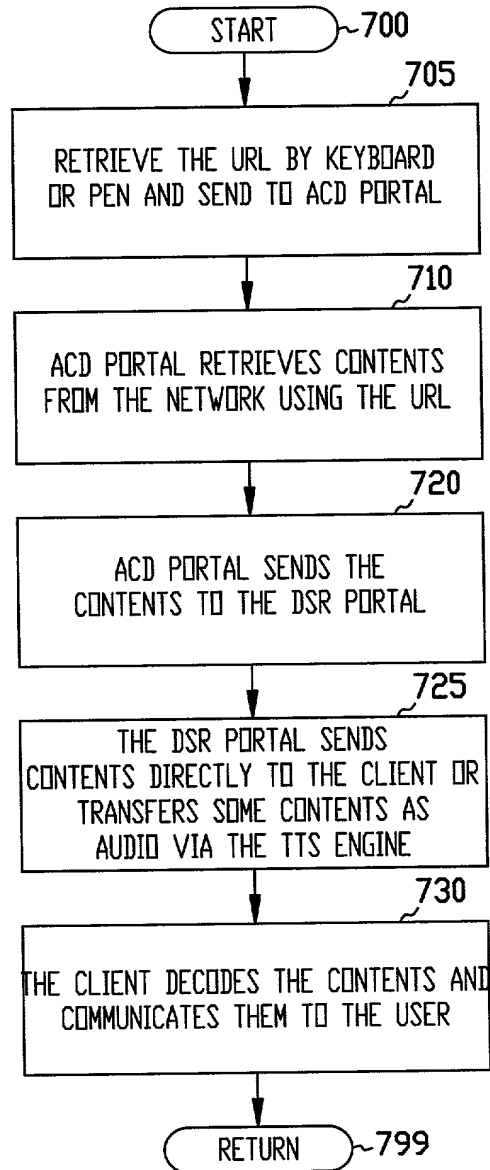 START
700
705
RETRIEVE THE URL BY KEYBOARD
OR PEN AND SEND TO ACD PORTAL
710
ACD PORTAL RETRIEVES CONTENTS
FROM THE NETWORK USING THE URL
720
ACD PORTAL SENDS THE
CONTENTS TO THE DSR PORTAL
725
THE DSR PORTAL SENDS
CONTENTS DIRECTLY TO THE CLIENT OR
TRANSFERS SOME CONTENTS AS
AUDIO VIA THE TTS ENGINE
730
THE CLIENT DECODES THE CONTENTS AND
COMMUNICATES THEM TO THE USER
RETURN
799